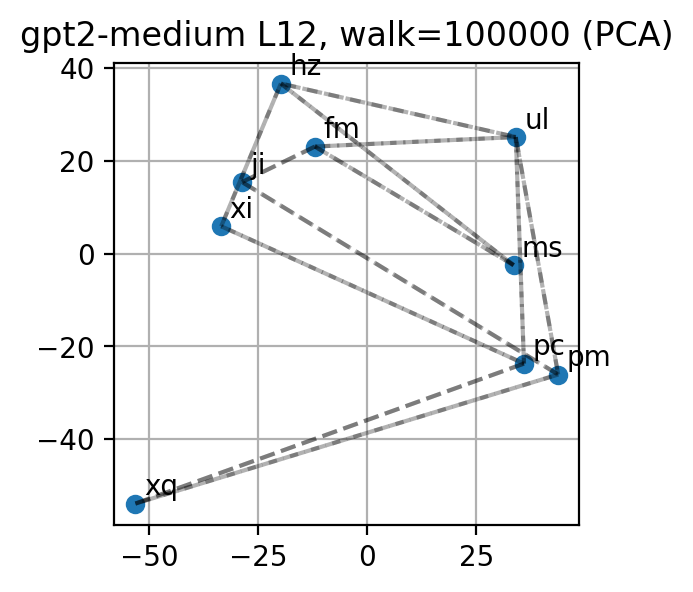 gpt2-medium L12, walk=100000 (PCA)
hz
ul
fm
ji
xi
ms
pc
pm
xq
40
20
0
−20
−40
−50
−25
0
25